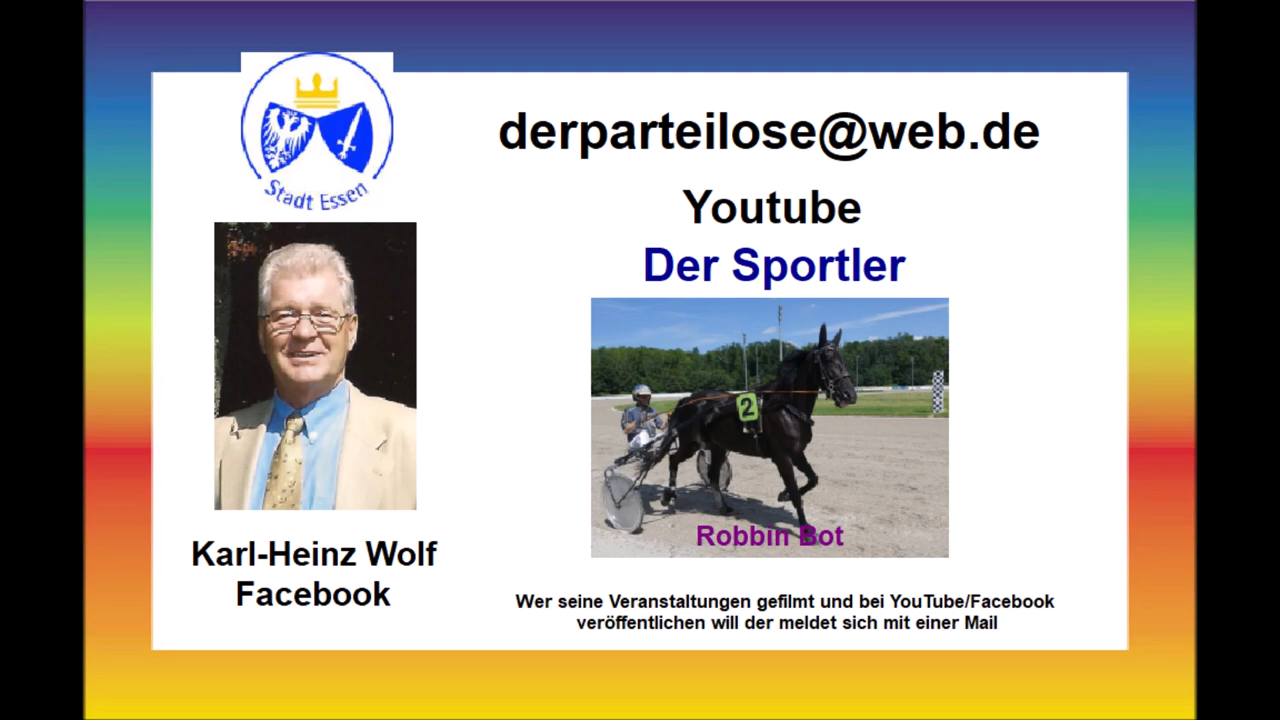 Stadt Essen
derparteilose@web.de
Youtube
Der Sportler
2
Robbin Bot
Karl-Heinz Wolf
Facebook
Wer seine Veranstaltungen gefilmt und bei YouTube/Facebook
veröffentlichen will der meldet sich mit einer Mail